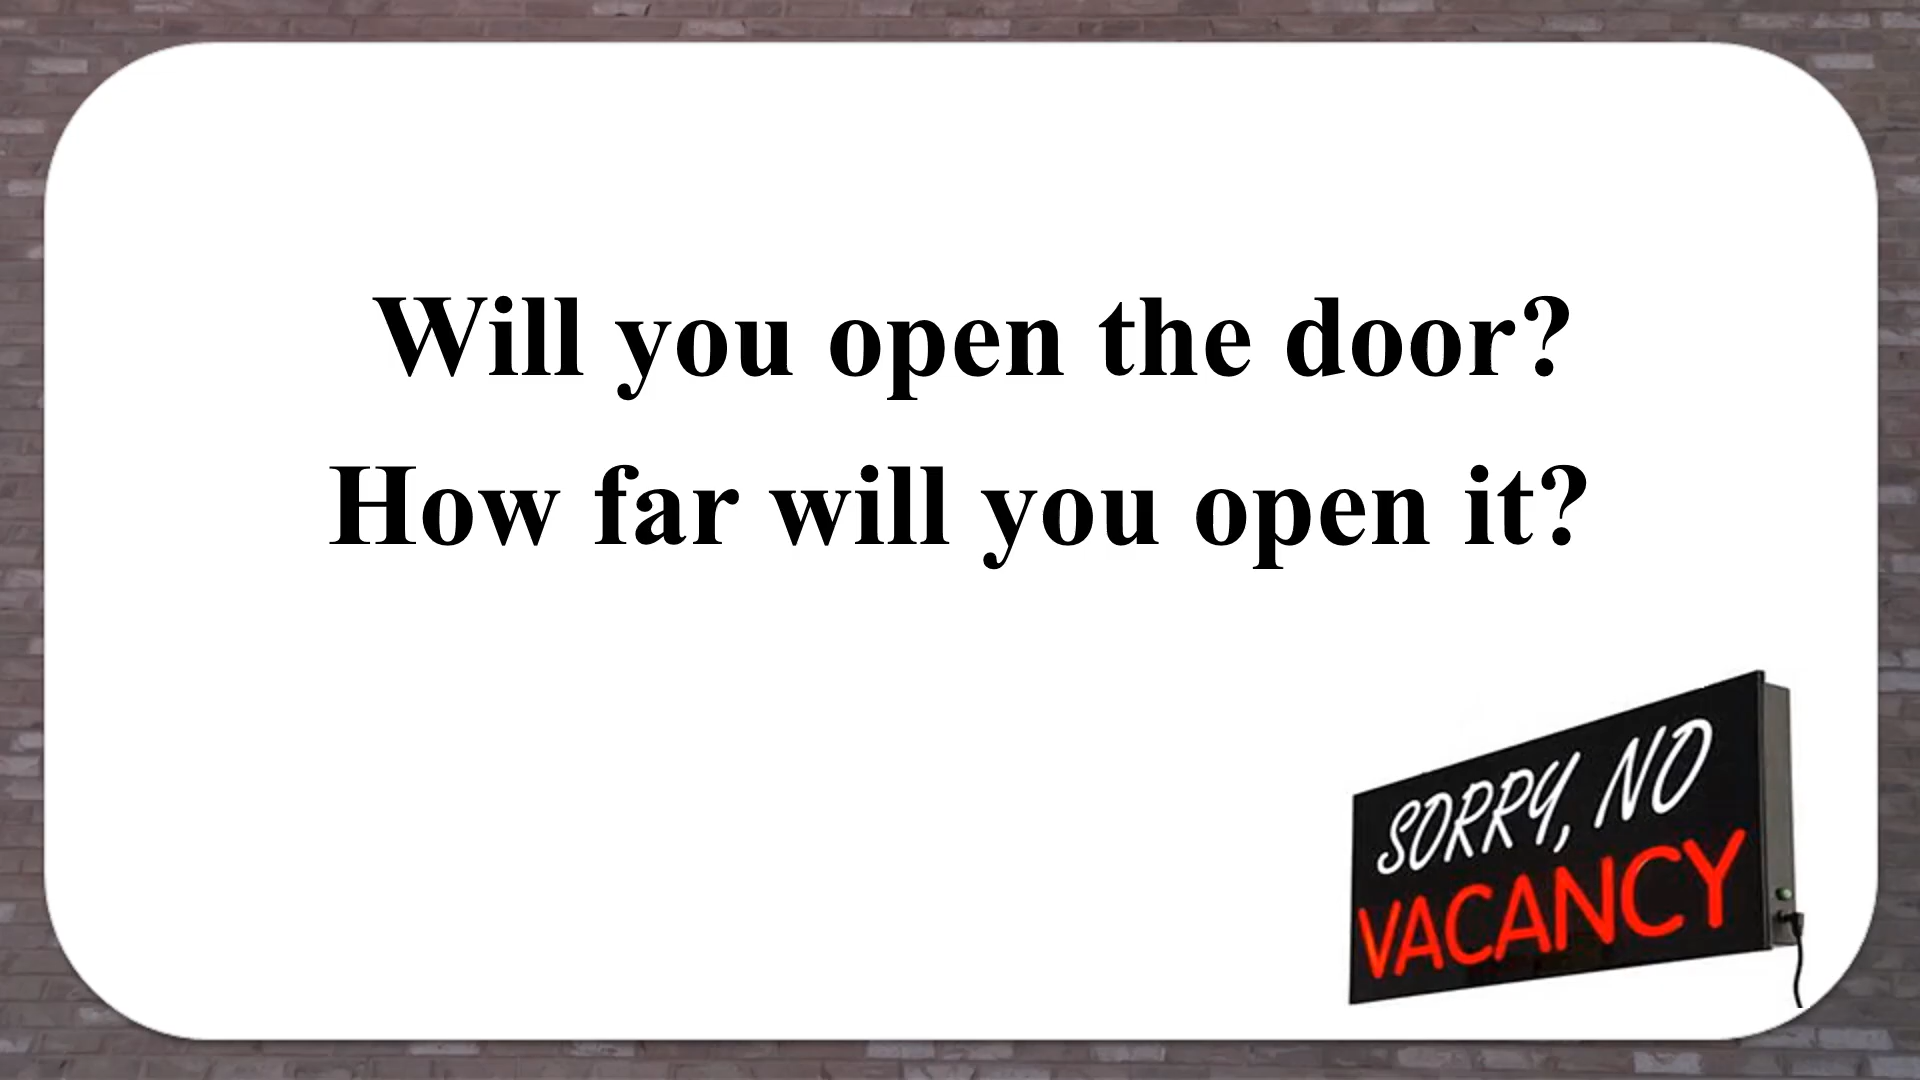 Will you open the door?
How far will you open it?
SORRY, NO
VACANCY